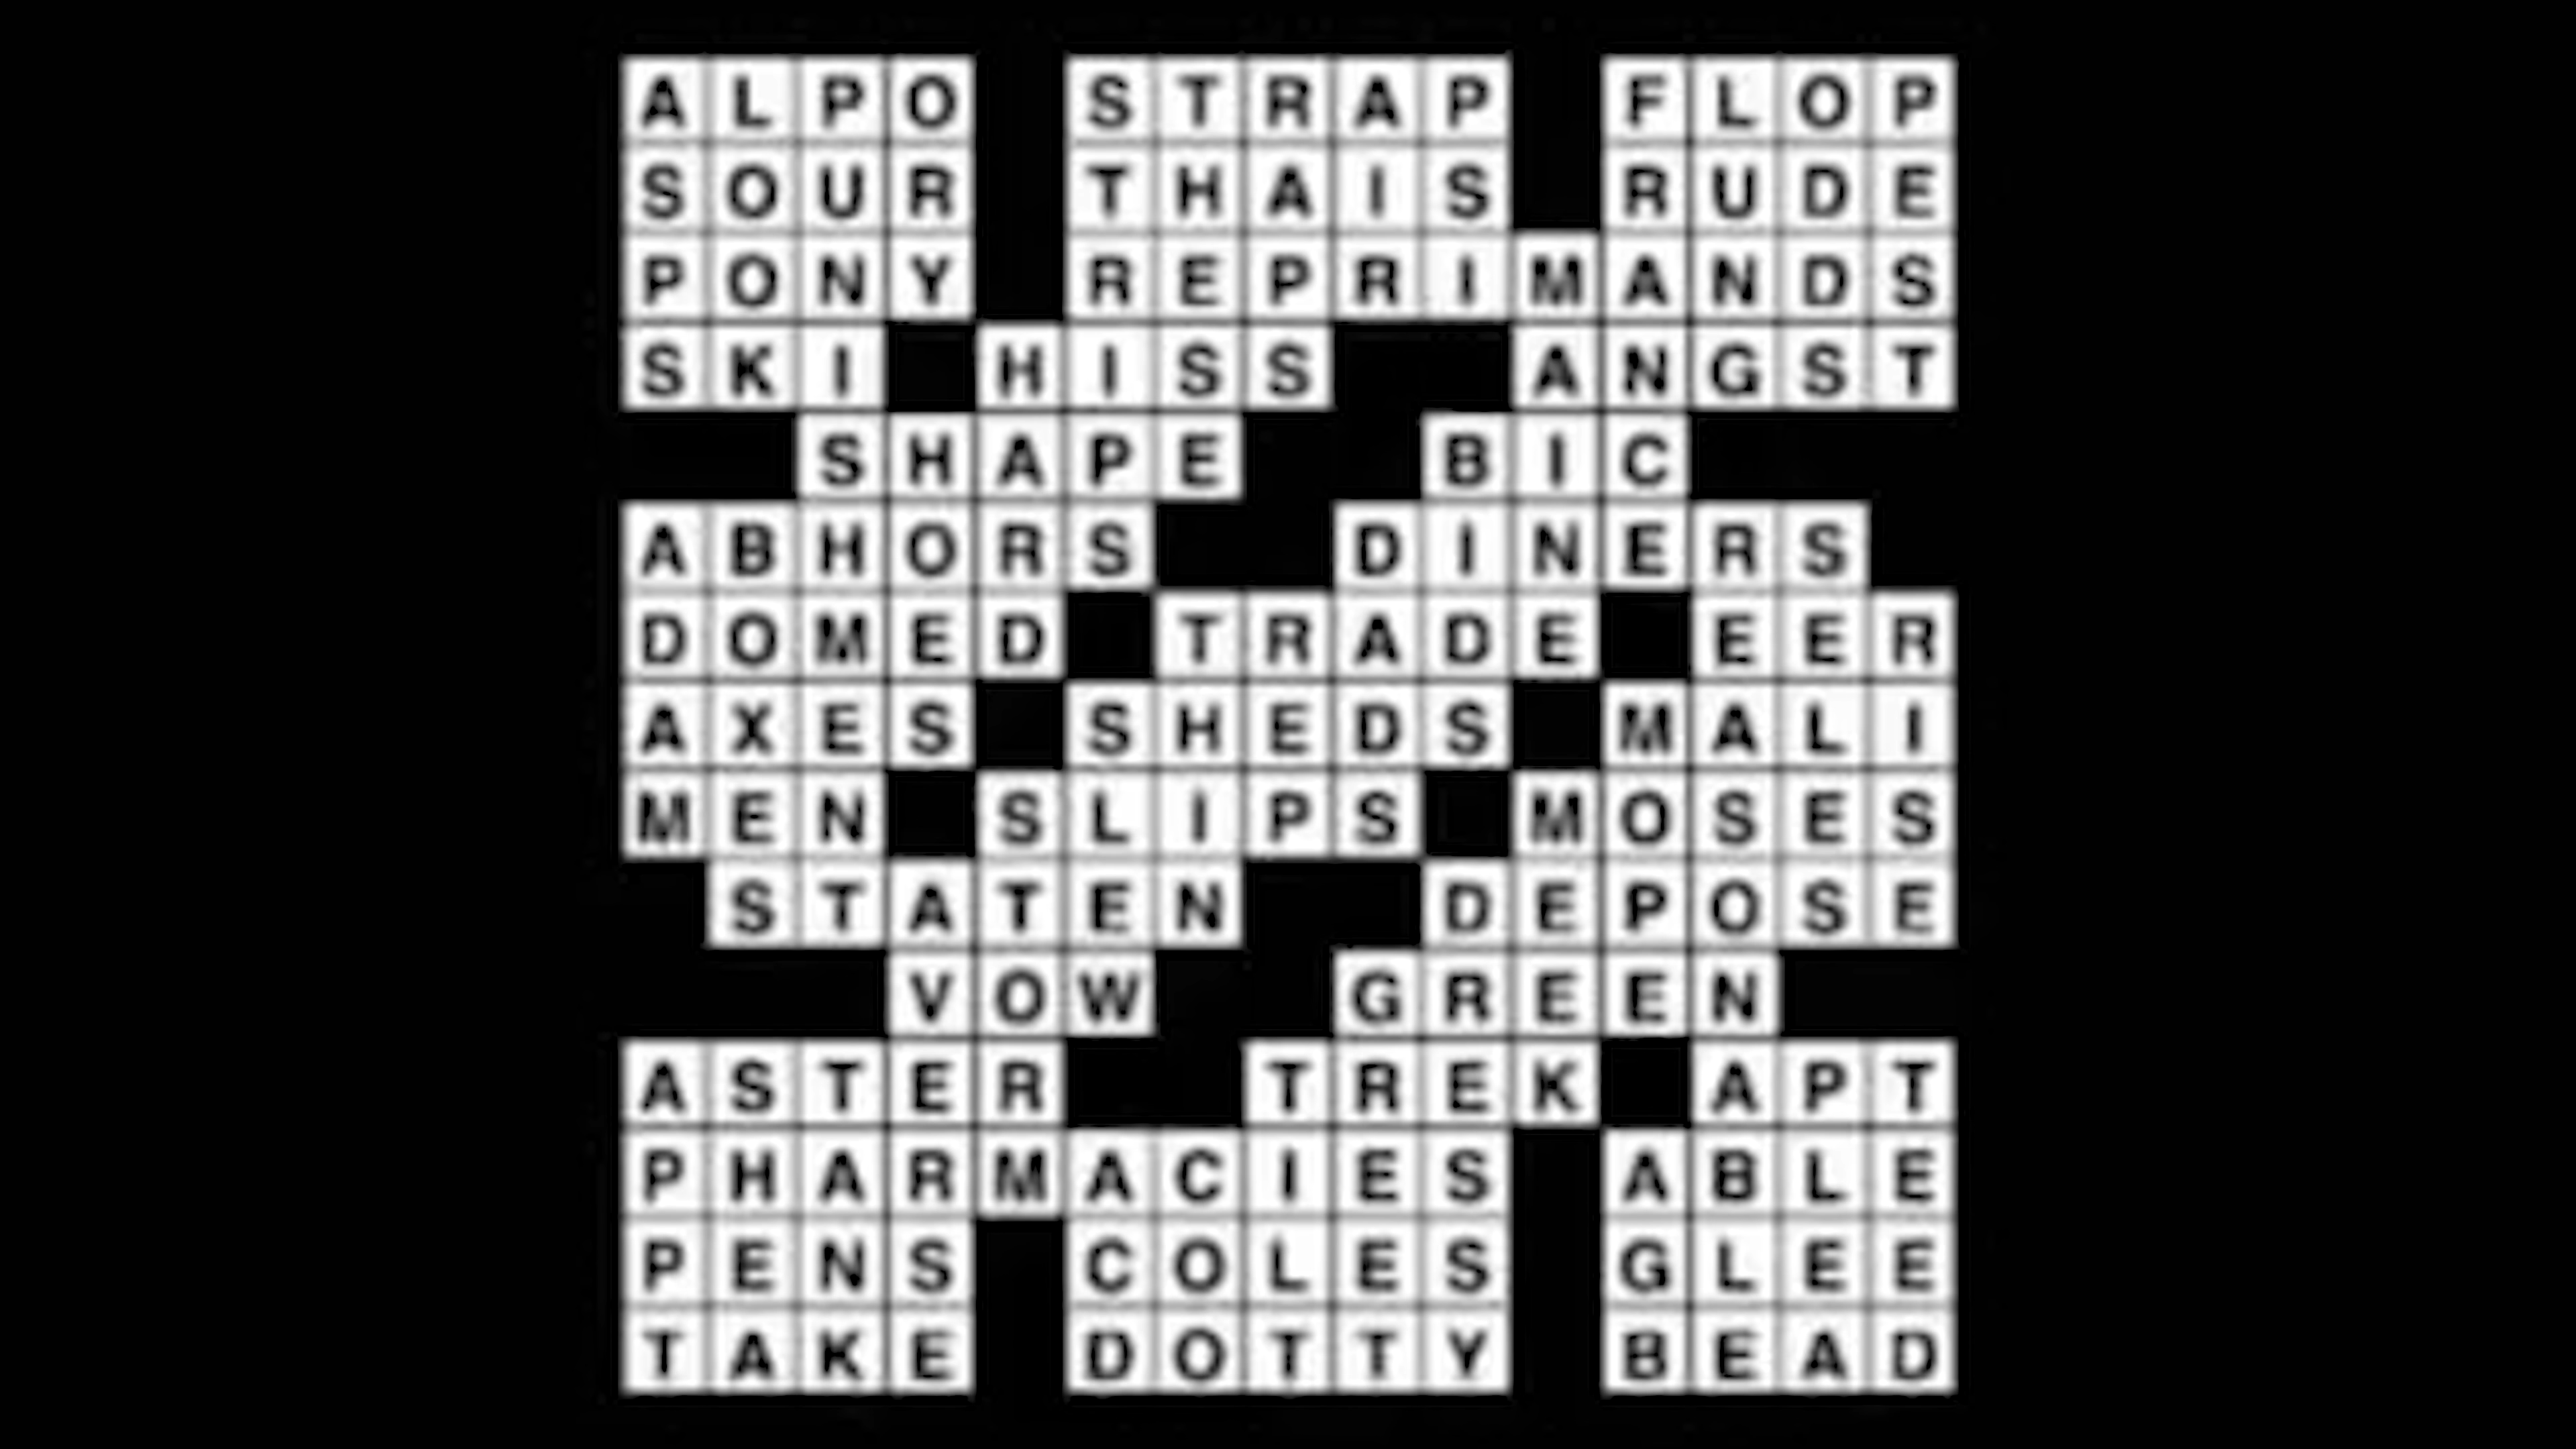 ALPO STRAP FLOP
SOUR THAIS RUDE
PONY REPRIMANDS
SKI HISS ANGST
SHAPE BIC
ABHORS DINERS
DOMED TRADE EER
AXES SHEDS MALI
MEN SLIPS MOSES
STATEN DEPOSE
VOW GREEN
ASTER TREK APT
PHARMACIES ABLE
PENS COLES GLEE
TAKE DOTTY BEAD